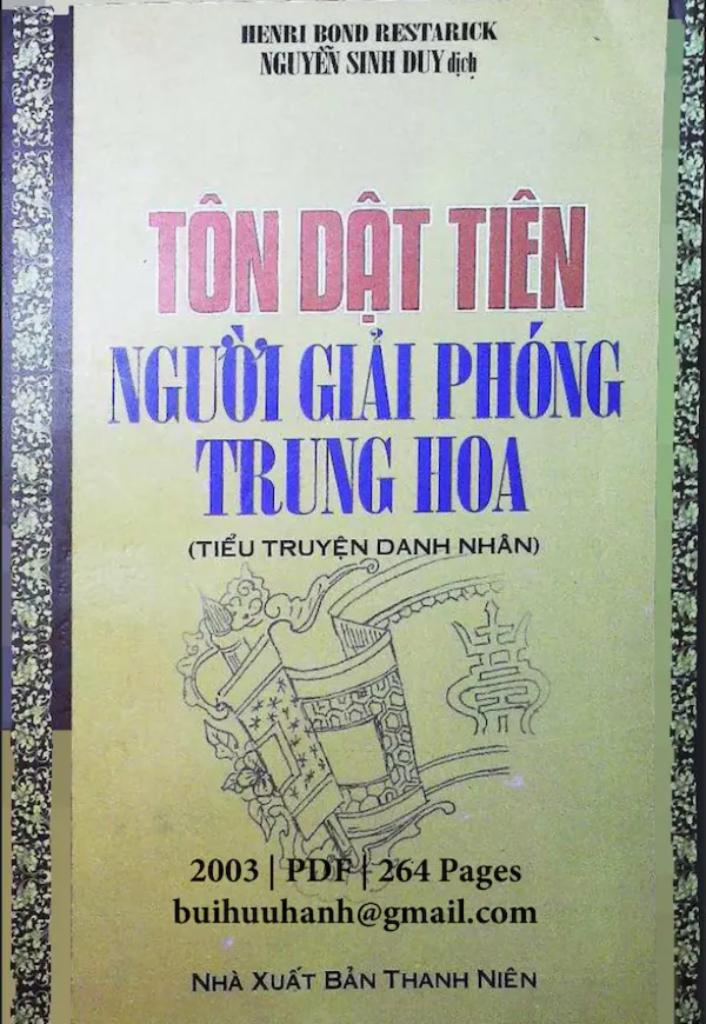 HENRI BOND RESTARICK
NGUYỄN SINH DUY dịch
TÔN DẬT TIÊN
NGƯỜI GIẢI PHÓNG
TRUNG HOA
(TIỂU TRUYỆN DANH NHÂN)
2003 | PDF | 264 Pages
buihuuhanh@gmail.com
NHÀ XUẤT BẢN THANH NIÊN